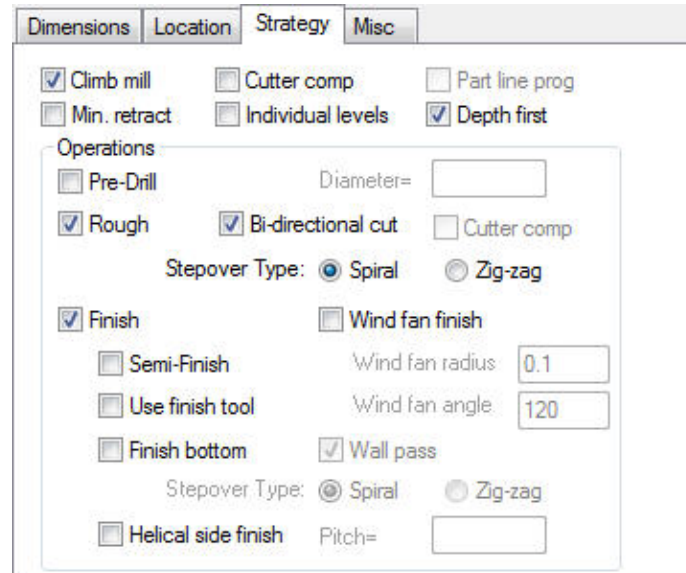 Dimensions Location Strategy Misc
Climb mill Cutter comp Part line prog
Min. retract Individual levels Depth first
Operations
Pre-Drill Diameter=
Rough Bi-directional cut Cutter comp
Stepover Type: Spiral Zig-zag
Finish Wind fan finish
Semi-Finish Wind fan radius 0.1
Use finish tool Wind fan angle 120
Finish bottom Wall pass
Stepover Type: Spiral Zig-zag
Helical side finish Pitch=